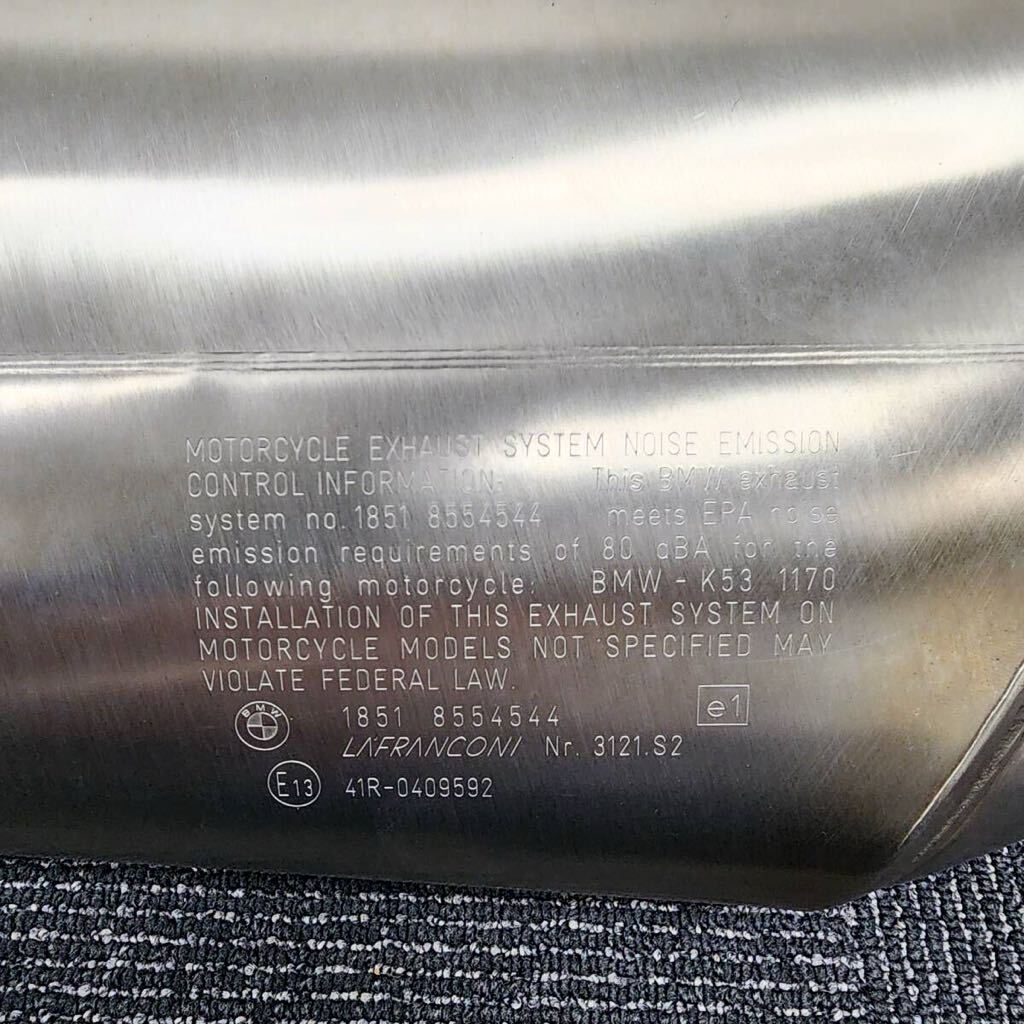 MOTORCYCLE EXHAUST SYSTEM NOISE EMISSION
CONTROL INFORMATION: This BMW exhaust
system no. 1851 8554544 meets EPA noise
emission requirements of 80 dBA for the
following motorcycle: BMW - K53 1170
INSTALLATION OF THIS EXHAUST SYSTEM ON
MOTORCYCLE MODELS NOT SPECIFIED MAY
VIOLATE FEDERAL LAW.
BMW 1851 8554544 e1
LAFRANCONI Nr. 3121.S2
E13 41R-0409592